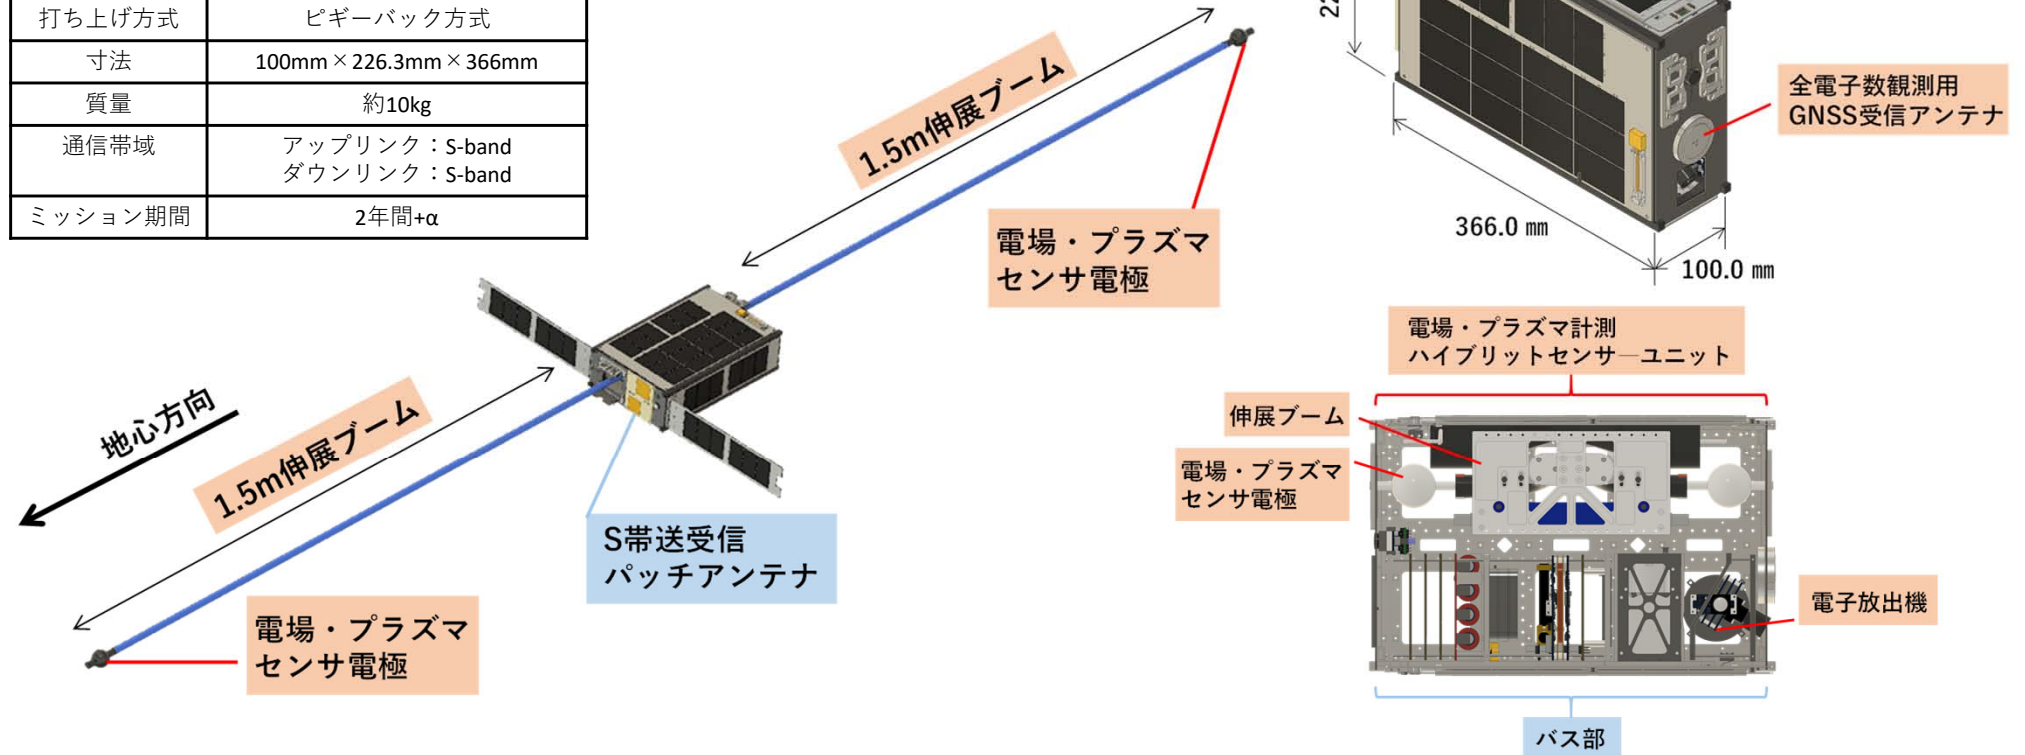 打ち上げ方式 ピギーバック方式
寸法 100mm×226.3mm×366mm
質量 約10kg
通信帯域 アップリンク：S-band
ダウンリンク：S-band
ミッション期間 2年間+α
1.5m伸展ブーム
電場・プラズマ
センサ電極
地心方向
1.5m伸展ブーム
S帯送受信
パッチアンテナ
電場・プラズマ
センサ電極
全電子数観測用
GNSS受信アンテナ
366.0 ㎜
100.0 ㎜
電場・プラズマ計測
ハイブリットセンサ―ユニット
伸展ブーム
電場・プラズマ
センサ電極
電子放出機
バス部